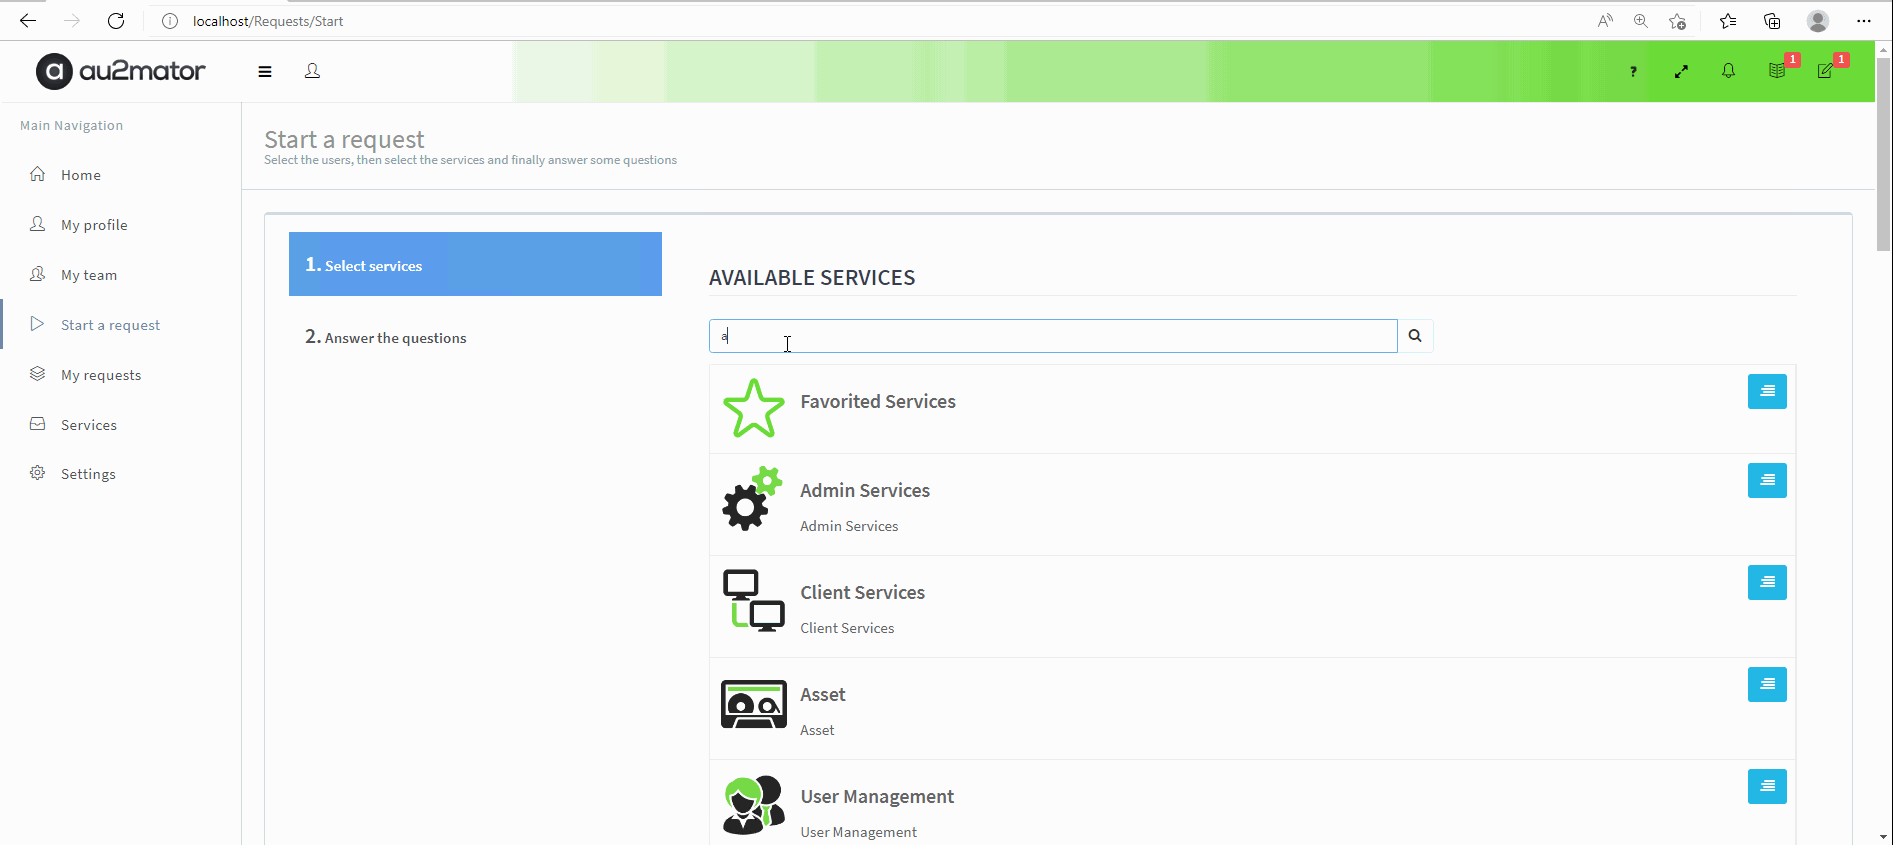 localhost/Requests/Start
a au2mator
?
1
1
Main Navigation
Home
My profile
My team
Start a request
My requests
Services
Settings
Start a request
Select the users, then select the services and finally answer some questions
1. Select services
2. Answer the questions
AVAILABLE SERVICES
a
Favorited Services
Admin Services
Admin Services
Client Services
Client Services
Asset
Asset
User Management
User Management